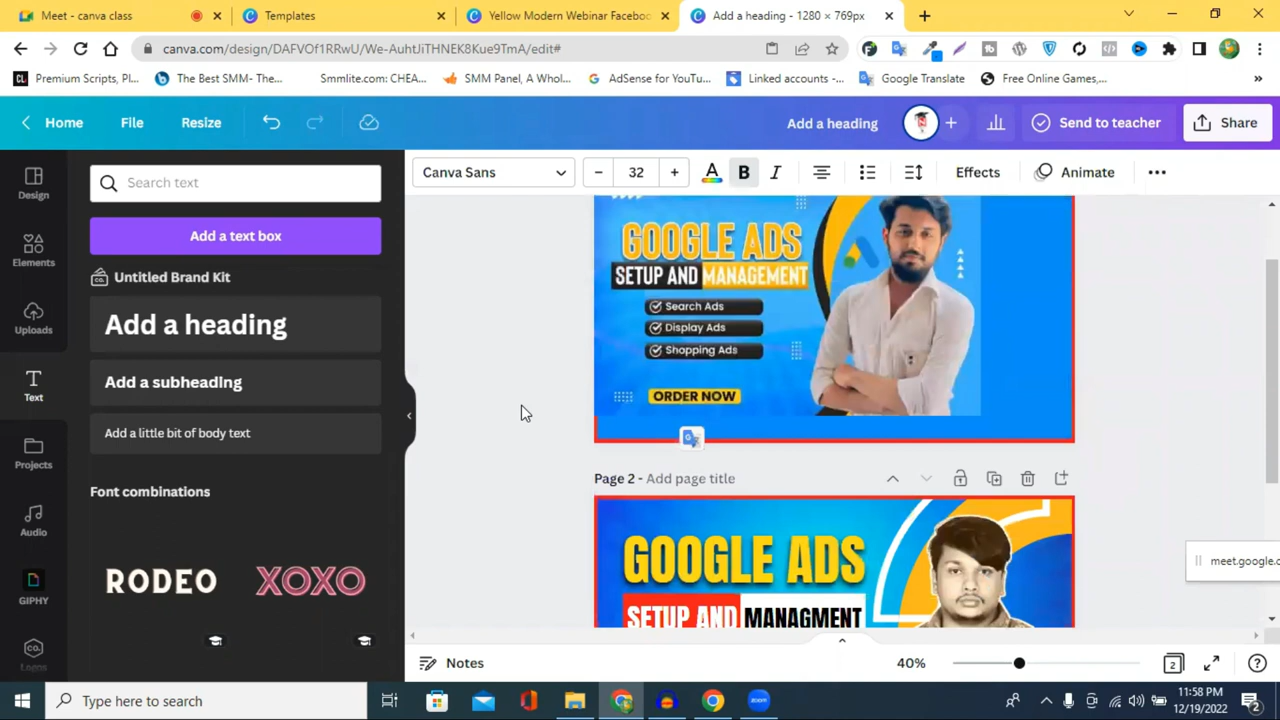 Meet - canva class
Templates
Yellow Modern Webinar Facebo
Add a heading - 1280 × 769px
canva.com/design/DAFVOf1RRwU/We-AuhtJiTHNEK8Kue9TmA/edit#
Premium Scripts, Pl...
The Best SMM- The...
Smmlite.com: CHEA...
SMM Panel, A Whol...
AdSense for YouTu...
Linked accounts -...
Google Translate
Free Online Games,...
Home
File
Resize
Add a heading
Send to teacher
Share
Search text
Canva Sans
32
A
B
I
Effects
Animate
Design
Elements
Uploads
Text
Projects
Audio
GIPHY
Logos
Add a text box
Untitled Brand Kit
Add a heading
Add a subheading
Add a little bit of body text
Font combinations
RODEO
XOXO
GOOGLE ADS
SETUP AND MANAGEMENT
Search Ads
Display Ads
Shopping Ads
ORDER NOW
Page 2 - Add page title
GOOGLE ADS
SETUP AND MANAGMENT
meet.google.c
Notes
40%
2
Type here to search
zoom
11:58 PM
12/19/2022
2